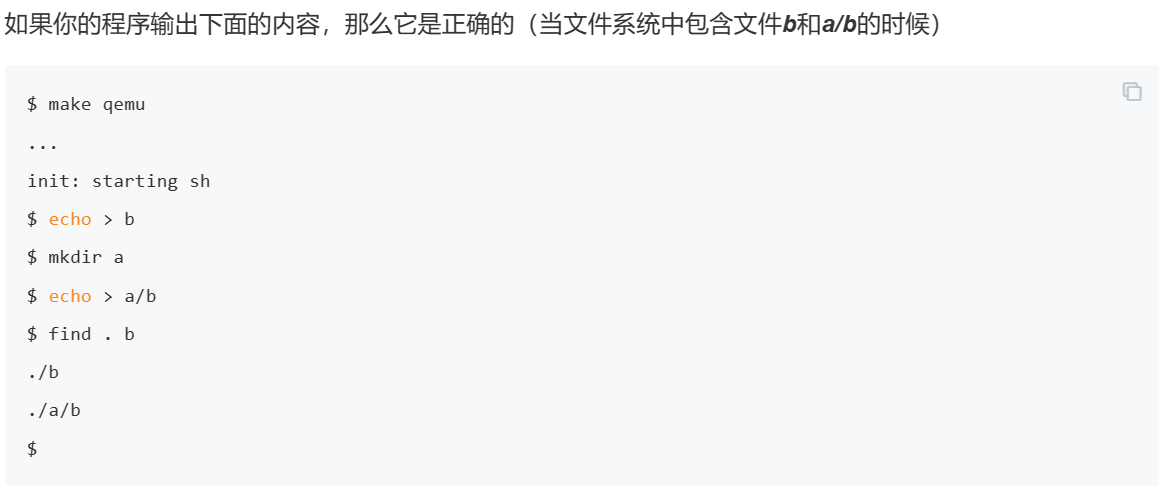 如果你的程序输出下面的内容，那么它是正确的（当文件系统中包含文件b和a/b的时候）
$ make qemu
...
init: starting sh
$ echo > b
$ mkdir a
$ echo > a/b
$ find . b
./b
./a/b
$